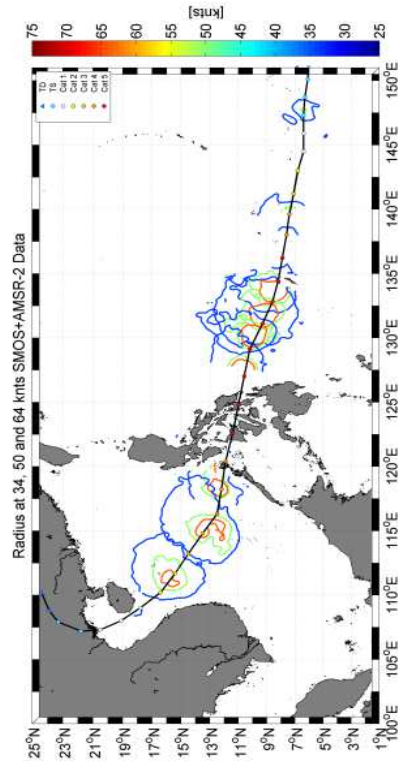 Radius at 34, 50 and 64 knts SMOS+AMSR-2 Data
25°N
23°N
21°N
19°N
17°N
15°N
13°N
11°N
9°N
7°N
5°N
3°N
1°N
100°E
105°E
110°E
115°E
120°E
125°E
130°E
135°E
140°E
145°E
150°E
TD
TS
Cat 1
Cat 2
Cat 3
Cat 4
Cat 5
75
70
65
60
55
50
45
40
35
30
25
[knts]